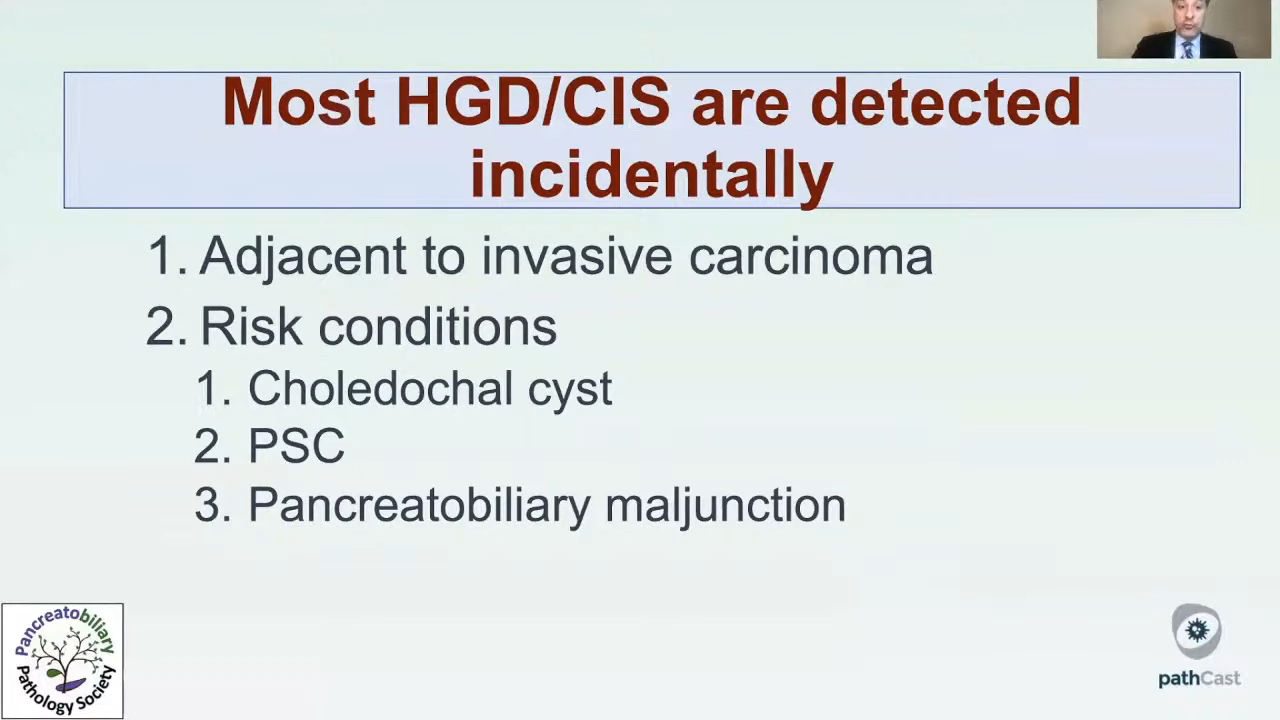 Most HGD/CIS are detected
incidentally
1. Adjacent to invasive carcinoma
2. Risk conditions
1. Choledochal cyst
2. PSC
3. Pancreatobiliary maljunction
Pancreatobiliary
Pathology Society
pathCast